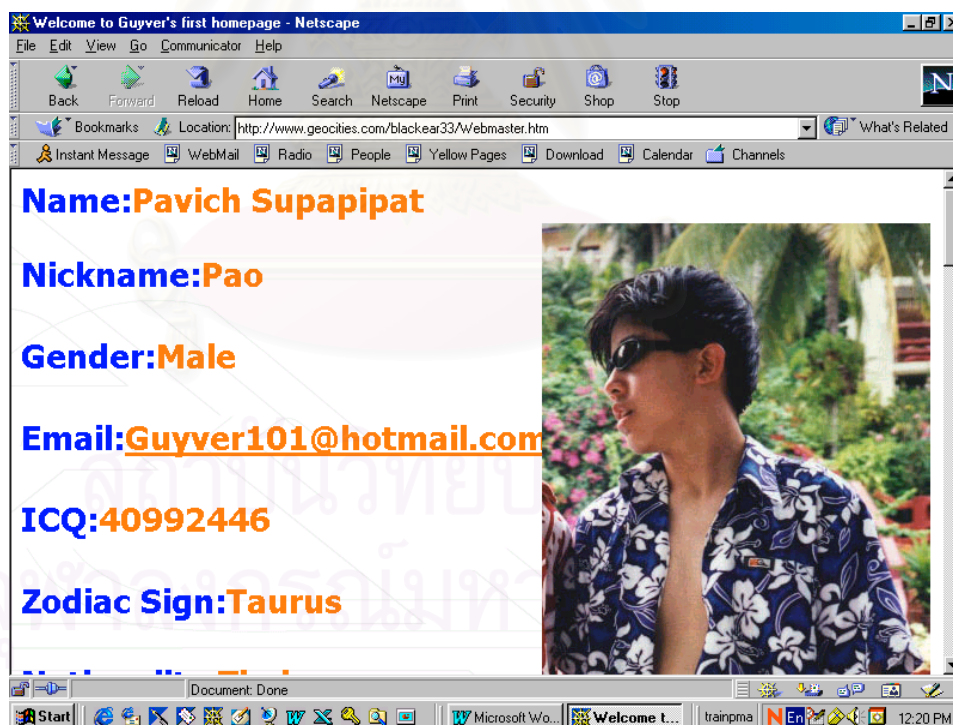 Welcome to Guyver's first homepage - Netscape
File Edit View Go Communicator Help
Back Forward Reload Home Search Netscape Print Security Shop Stop
My
N
Bookmarks Location: http://www.geocities.com/blackear33/Webmaster.htm What's Related
Instant Message WebMail Radio People Yellow Pages Download Calendar Channels
Name:Pavich Supapipat
Nickname:Pao
Gender:Male
Email:Guyver101@hotmail.com
ICQ:40992446
Zodiac Sign:Taurus
Document: Done
Start Microsoft Wo... Welcome t... trainpma N En 12:20 PM